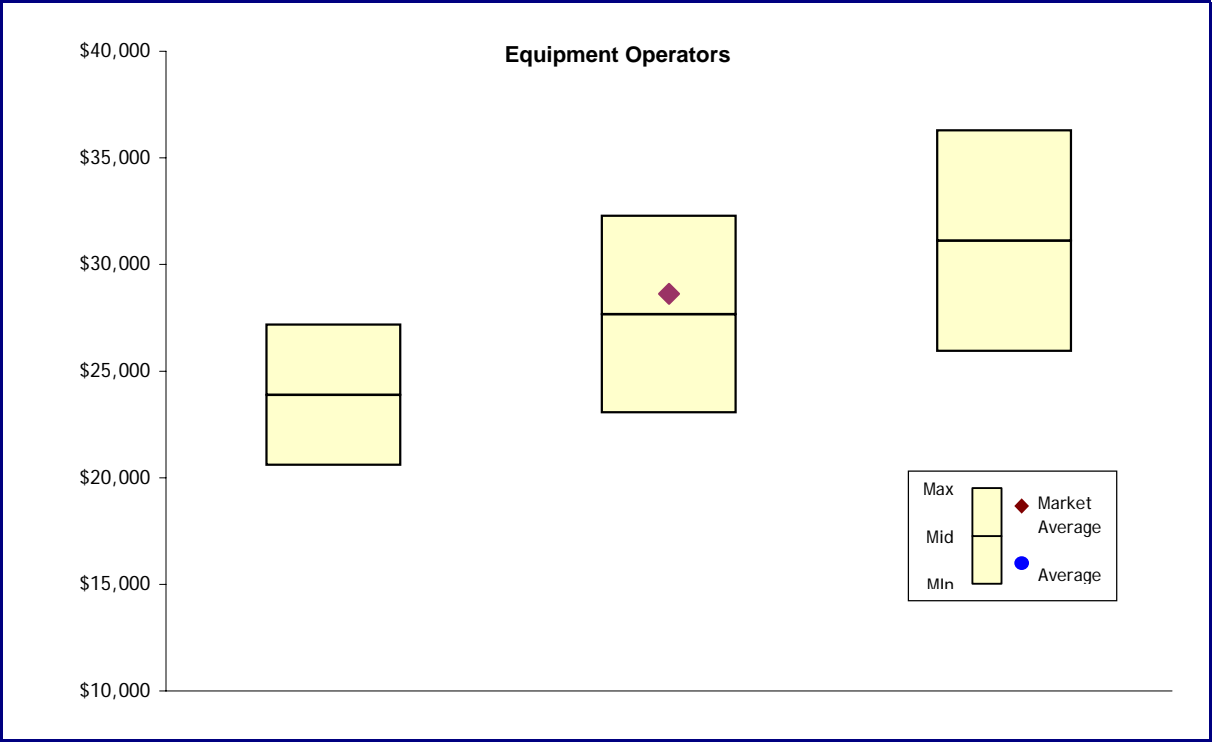 Equipment Operators
$40,000
$35,000
$30,000
$25,000
$20,000
$15,000
$10,000
Max
Mid
MIn
Market
Average
Average